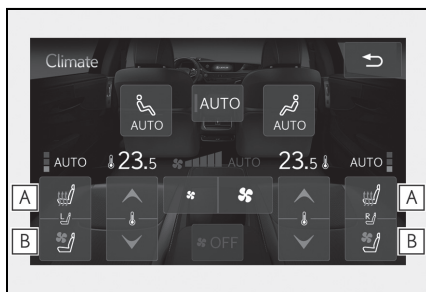 Climate
AUTO
AUTO AUTO
AUTO 23.5 AUTO 23.5 AUTO
A A
L R
B B
OFF